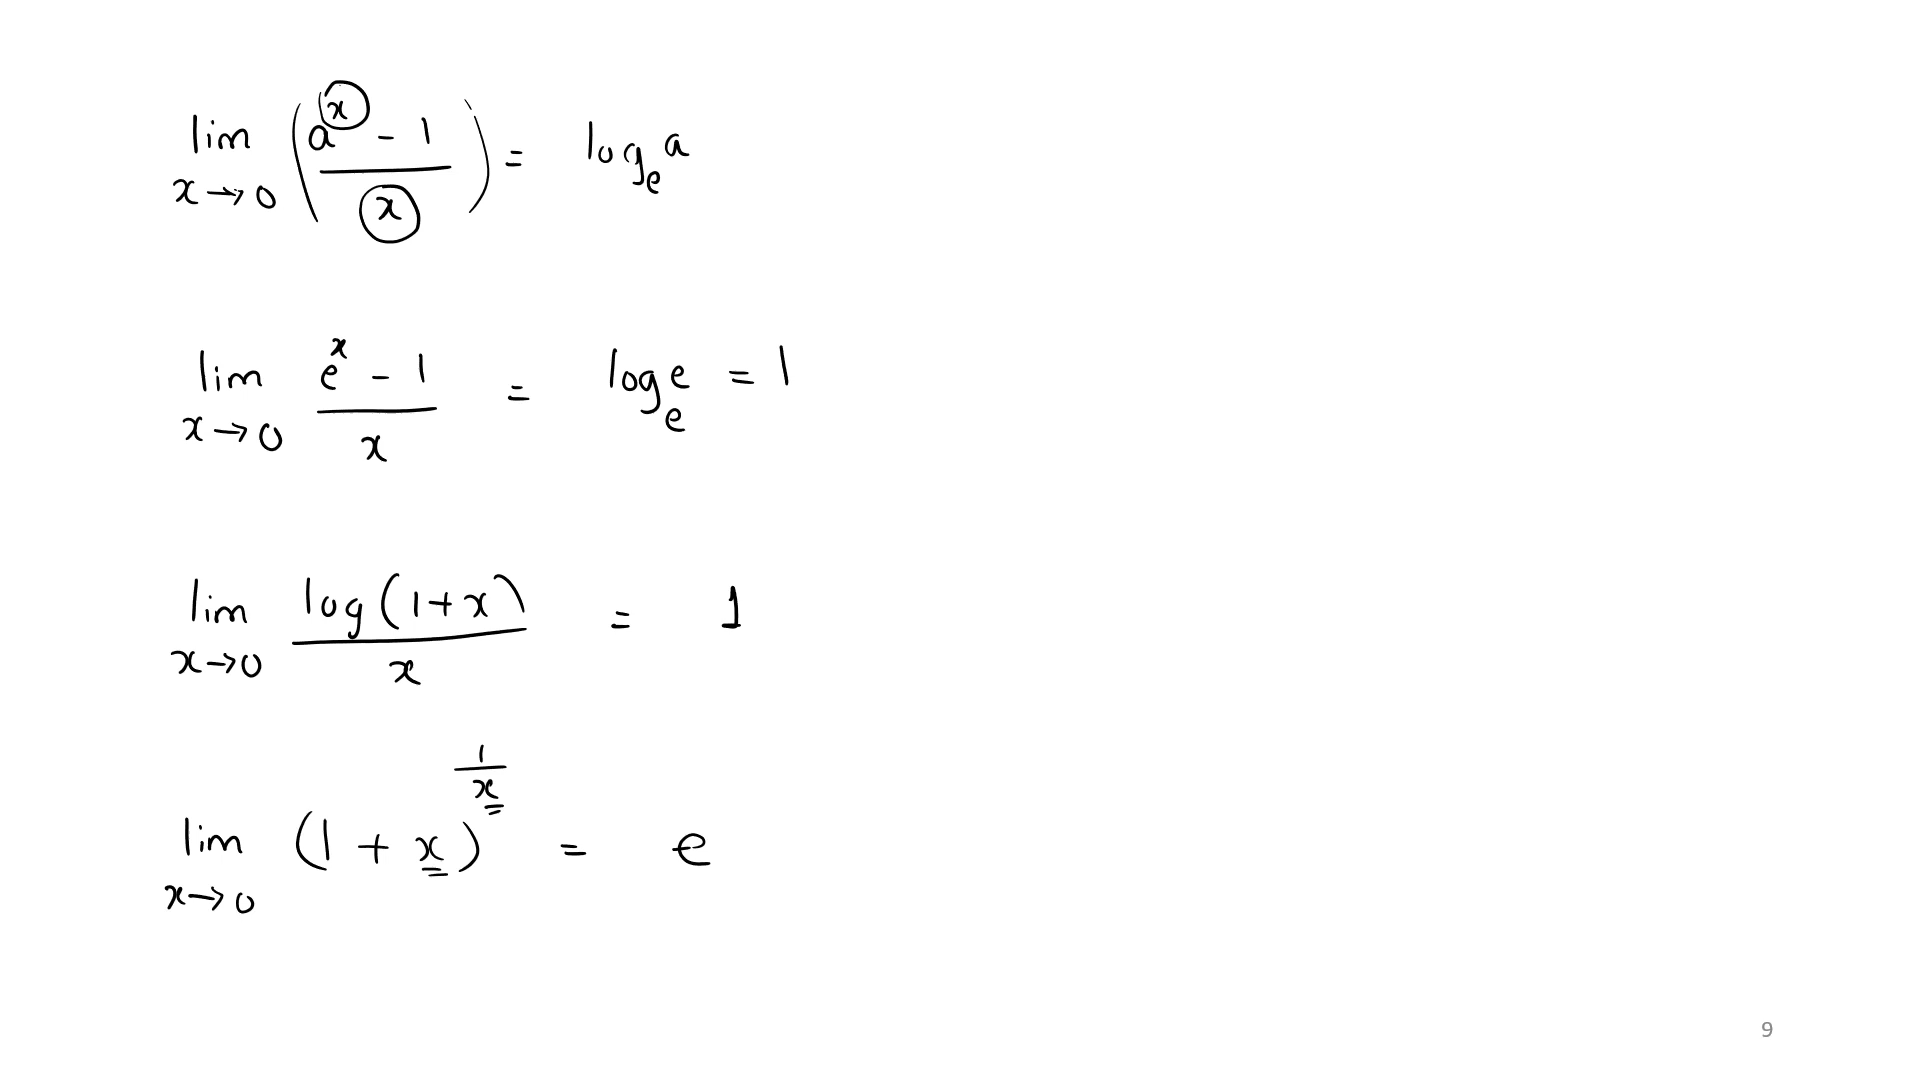 lim x→0 (a^x - 1 / x) = log_e a
lim x→0 e^x - 1 / x = log_e e = 1
lim x→0 log(1+x) / x = 1
lim x→0 (1 + x)^(1/x) = e
9